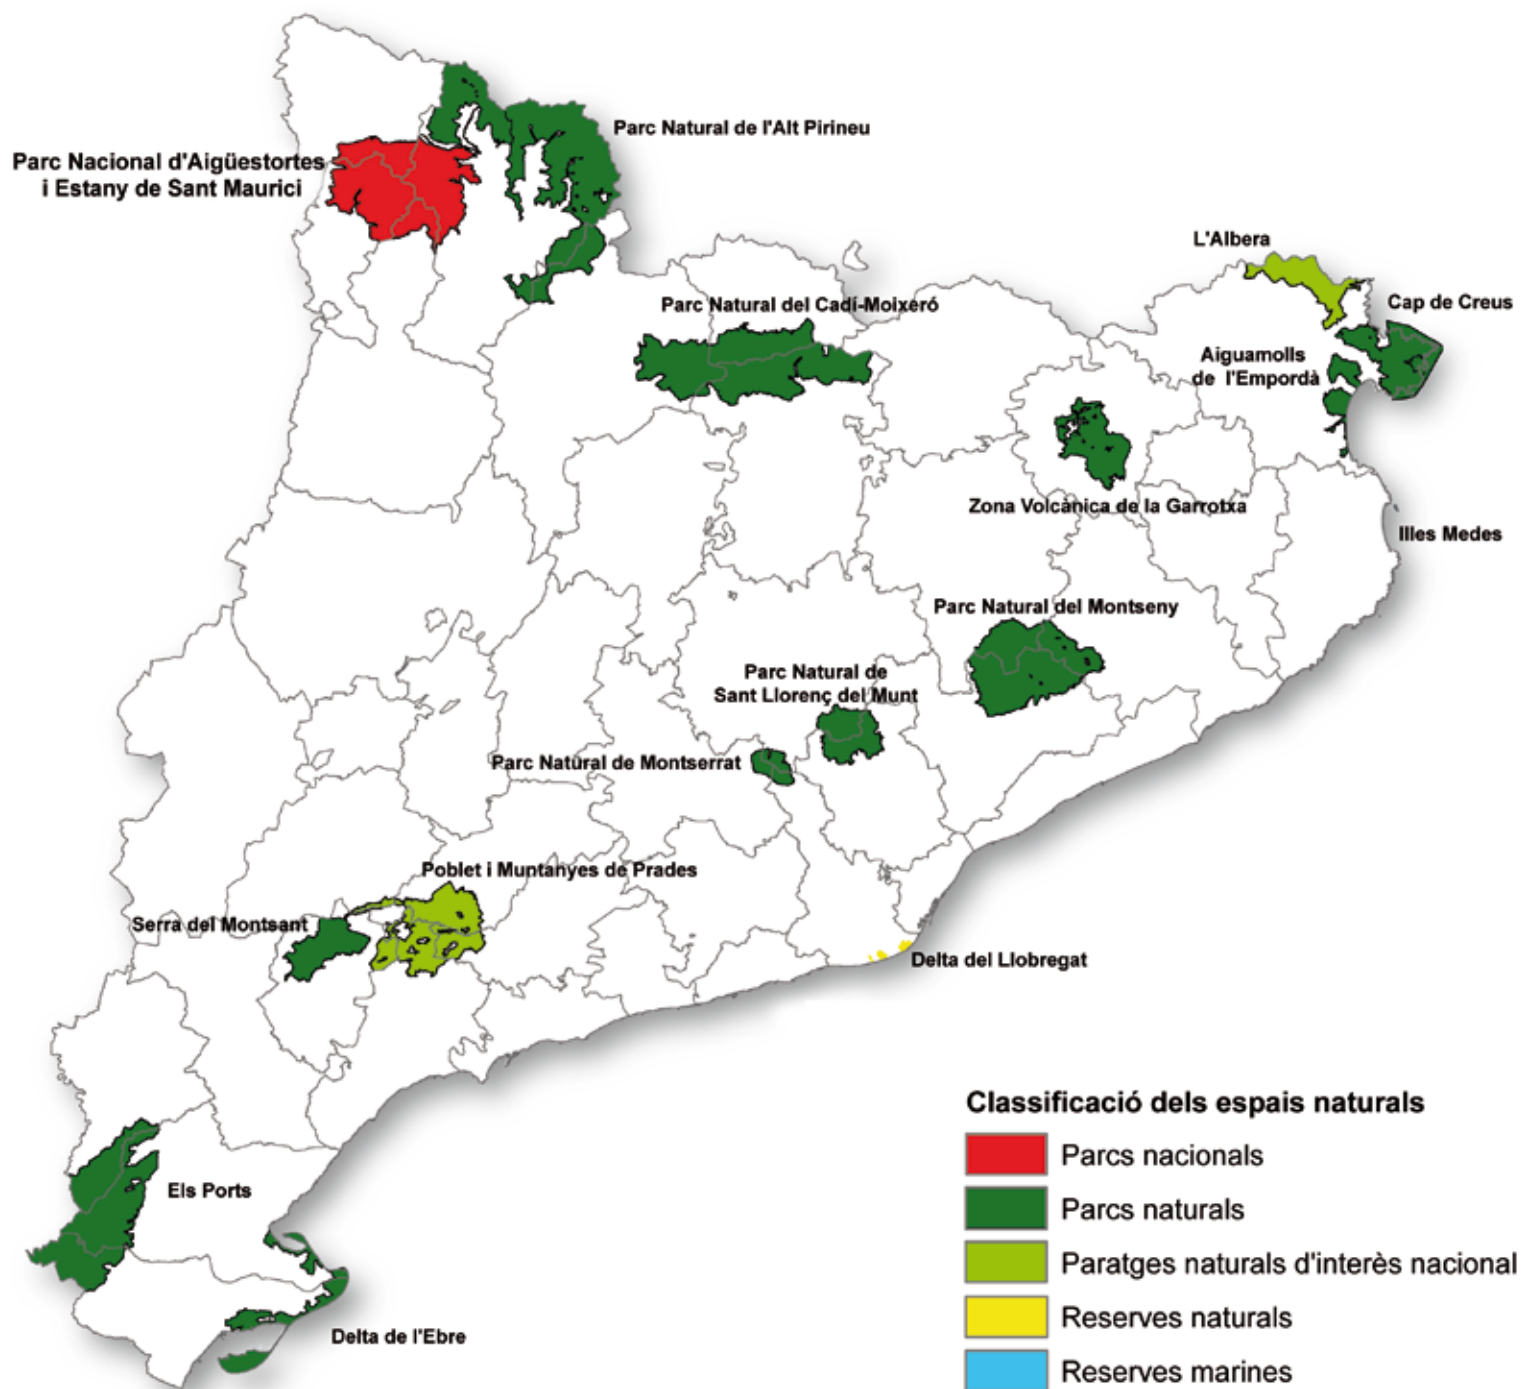 Parc Natural de l'Alt Pirineu
Parc Nacional d'Aigüestortes
i Estany de Sant Maurici
L'Albera
Parc Natural del Cadí-Moixeró
Cap de Creus
Aiguamolls
de l'Empordà
Zona Volcànica de la Garrotxa
Illes Medes
Parc Natural del Montseny
Parc Natural de
Sant Llorenç del Munt
Parc Natural de Montserrat
Poblet i Muntanyes de Prades
Serra del Montsant
Delta del Llobregat
Els Ports
Delta de l'Ebre
Classificació dels espais naturals
Parcs nacionals
Parcs naturals
Paratges naturals d'interès nacional
Reserves naturals
Reserves marines